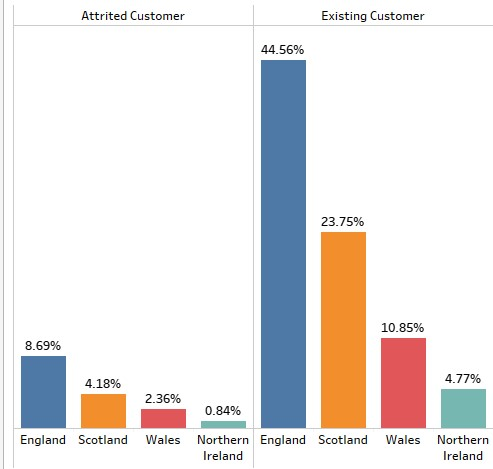 Attrited Customer
Existing Customer
44.56%
23.75%
10.85%
8.69%
4.18%
4.77%
2.36%
0.84%
England Scotland Wales Northern Ireland
England Scotland Wales Northern Ireland